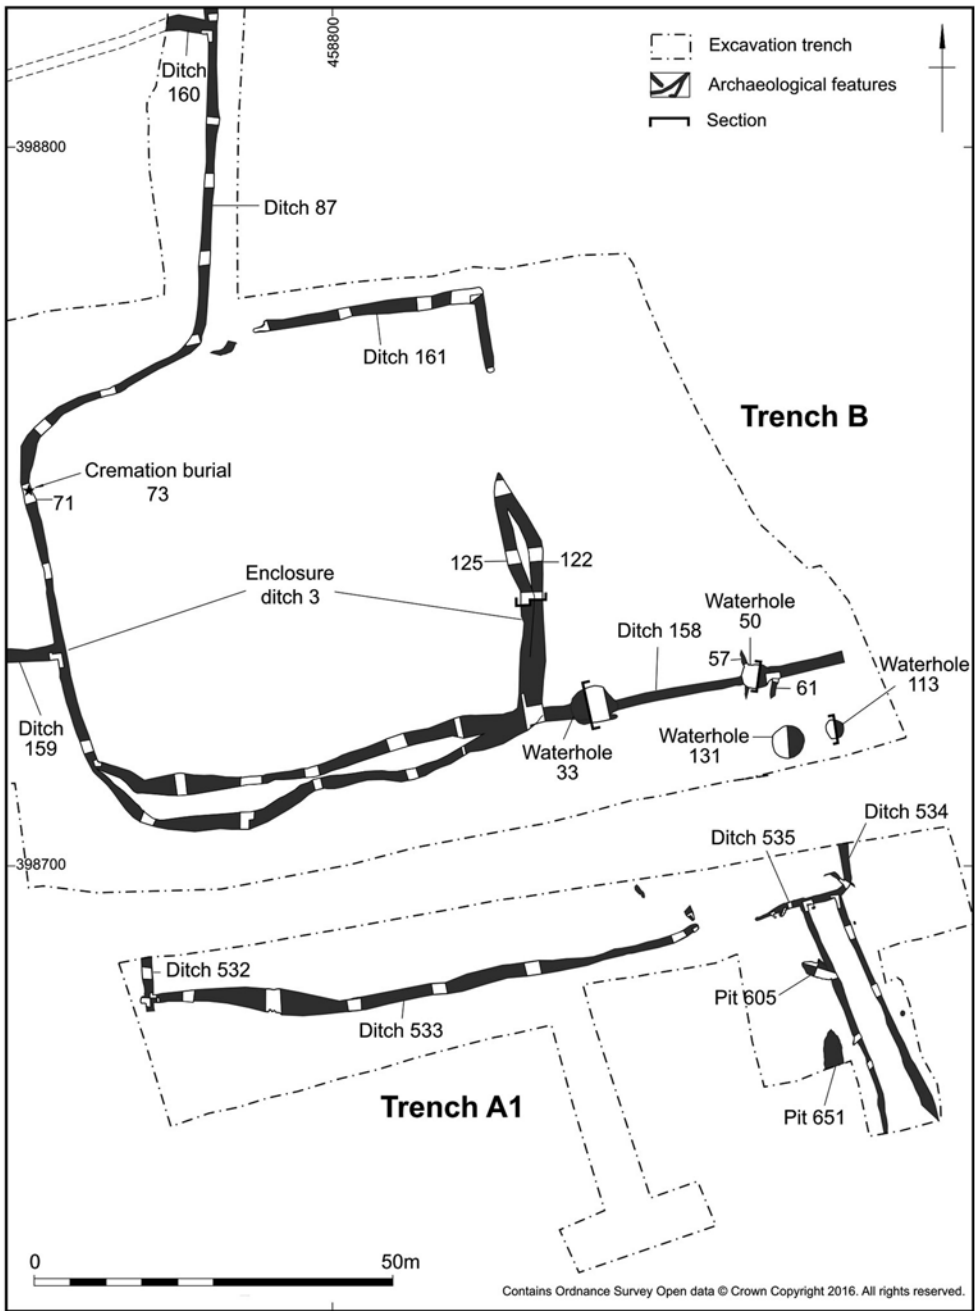 458800
Excavation trench
Archaeological features
Section
398800
Ditch
160
Ditch 87
Ditch 161
Trench B
Cremation burial
73
71
Enclosure
ditch 3
125
122
Waterhole
50
Ditch 158
57
61
Waterhole
113
Ditch
159
Waterhole
33
Waterhole
131
Ditch 534
Ditch 535
398700
Ditch 532
Ditch 533
Pit 605
Trench A1
Pit 651
0
50m
Contains Ordnance Survey Open data © Crown Copyright 2016. All rights reserved.